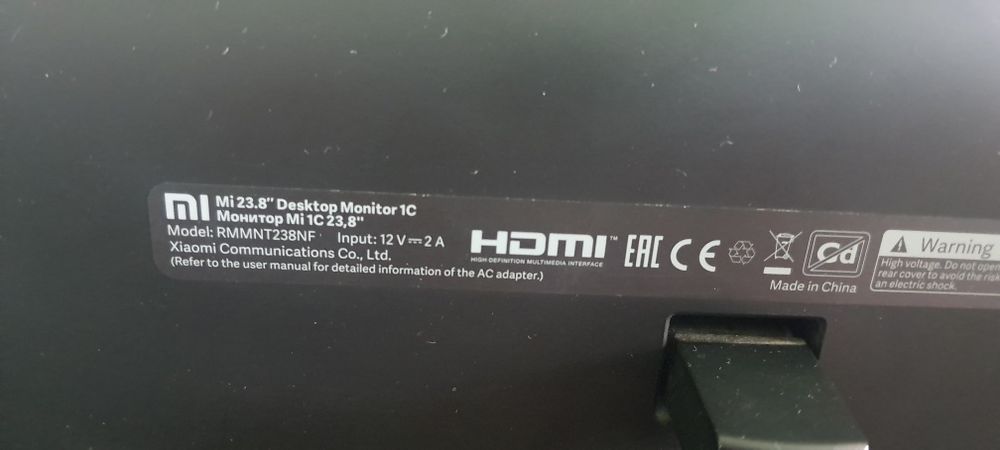 mi Mi 23.8" Desktop Monitor 1C
Монитор Mi 1C 23,8"
Model: RMMNT238NF Input: 12 V⎓2 A
Xiaomi Communications Co., Ltd.
(Refer to the user manual for detailed information of the AC adapter.)
HDMI™
HIGH-DEFINITION MULTIMEDIA INTERFACE
EAC CE
Cd
Made in China
Warning
High voltage. Do not open
rear cover to avoid the risk
an electric shock.